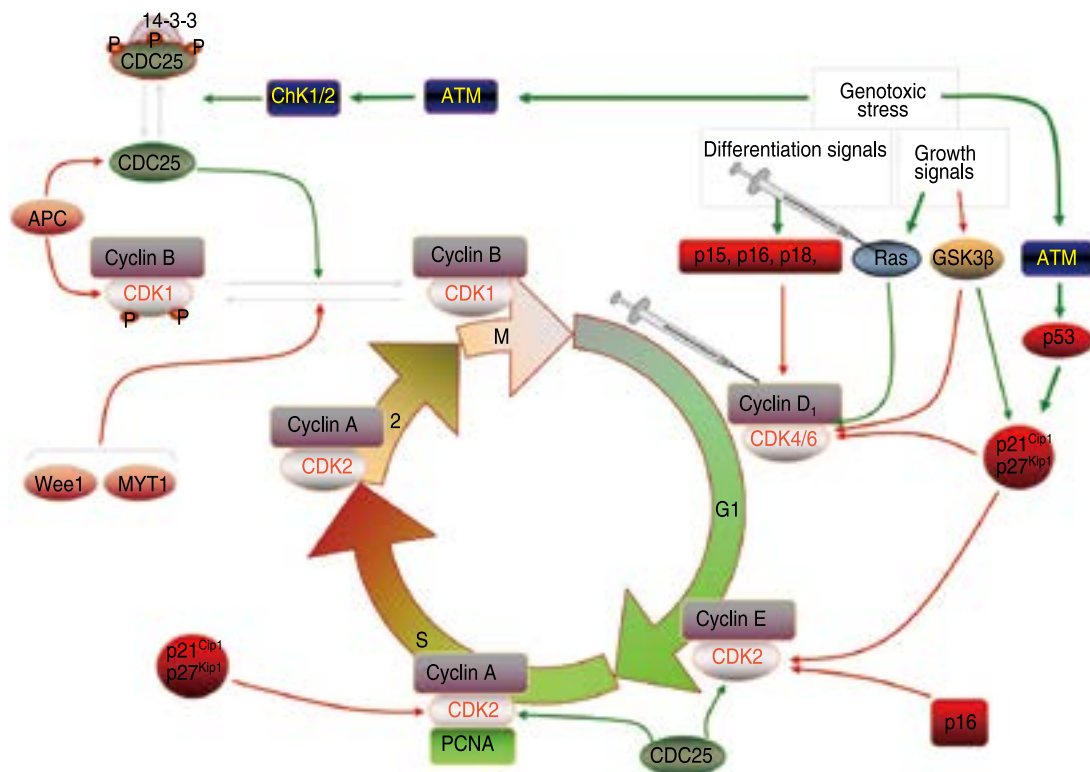 14-3-3
P
P
P
CDC25
ChK1/2
ATM
Genotoxic
stress
Differentiation signals
Growth
signals
CDC25
APC
Cyclin B
CDK1
P
P
Cyclin B
CDK1
p15, p16, p18,
Ras
GSK3β
ATM
M
p53
Cyclin D₁
CDK4/6
Cyclin A
CDK2
2
p21Cip1
p27Kip1
Wee1
MYT1
G1
Cyclin E
CDK2
S
p21Cip1
p27Kip1
Cyclin A
CDK2
PCNA
CDC25
p16